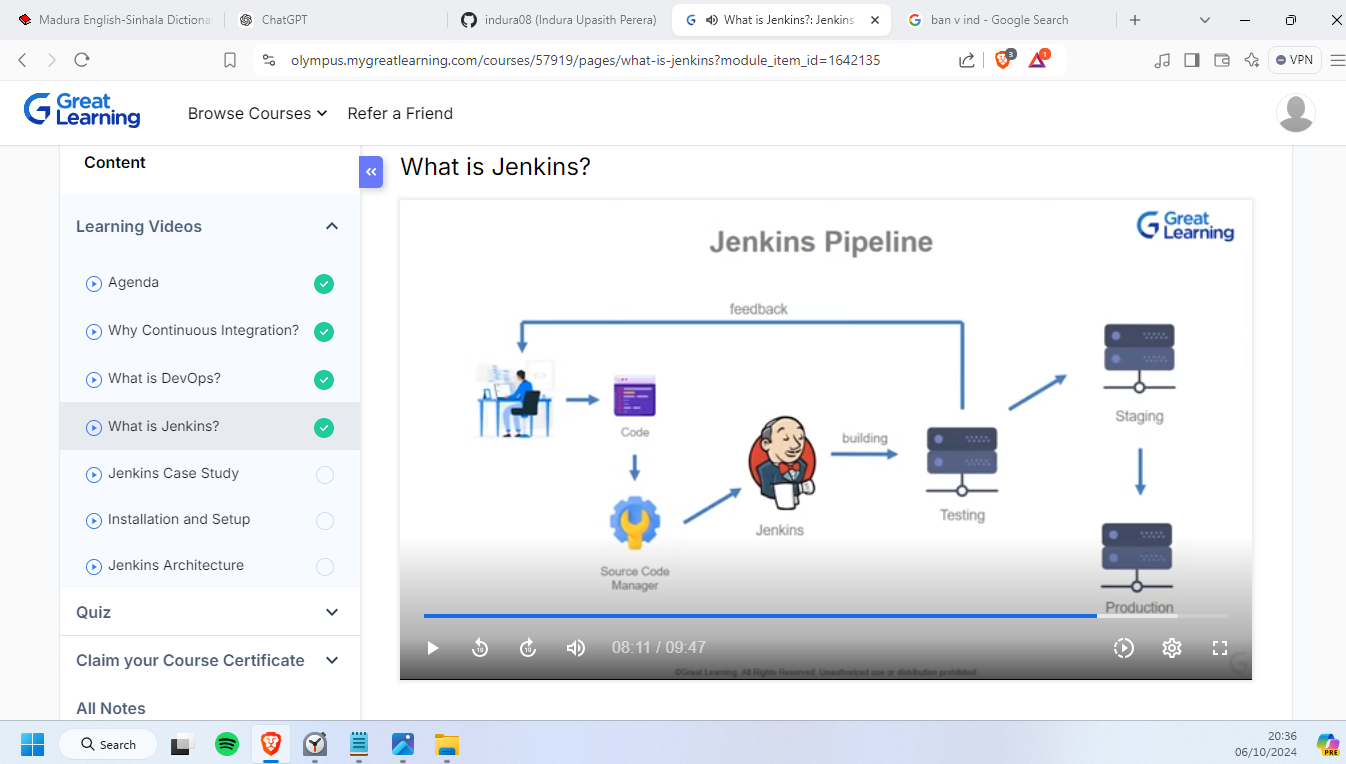 Madura English-Sinhala Dictiona
ChatGPT
indura08 (Indura Upasith Perera)
What is Jenkins?: Jenkins
ban v ind - Google Search
olympus.mygreatlearning.com/courses/57919/pages/what-is-jenkins?module_item_id=1642135
3
1
VPN
Great Learning
Browse Courses
Refer a Friend
Content
Learning Videos
Agenda
Why Continuous Integration?
What is DevOps?
What is Jenkins?
Jenkins Case Study
Installation and Setup
Jenkins Architecture
Quiz
Claim your Course Certificate
All Notes
What is Jenkins?
Great Learning
Jenkins Pipeline
feedback
Code
Source Code
Manager
Jenkins
building
Testing
Staging
Production
10
10
08:11 / 09:47
©Great Learning. All Rights Reserved. Unauthorized use or distribution prohibited
Search
20:36
06/10/2024
PRE